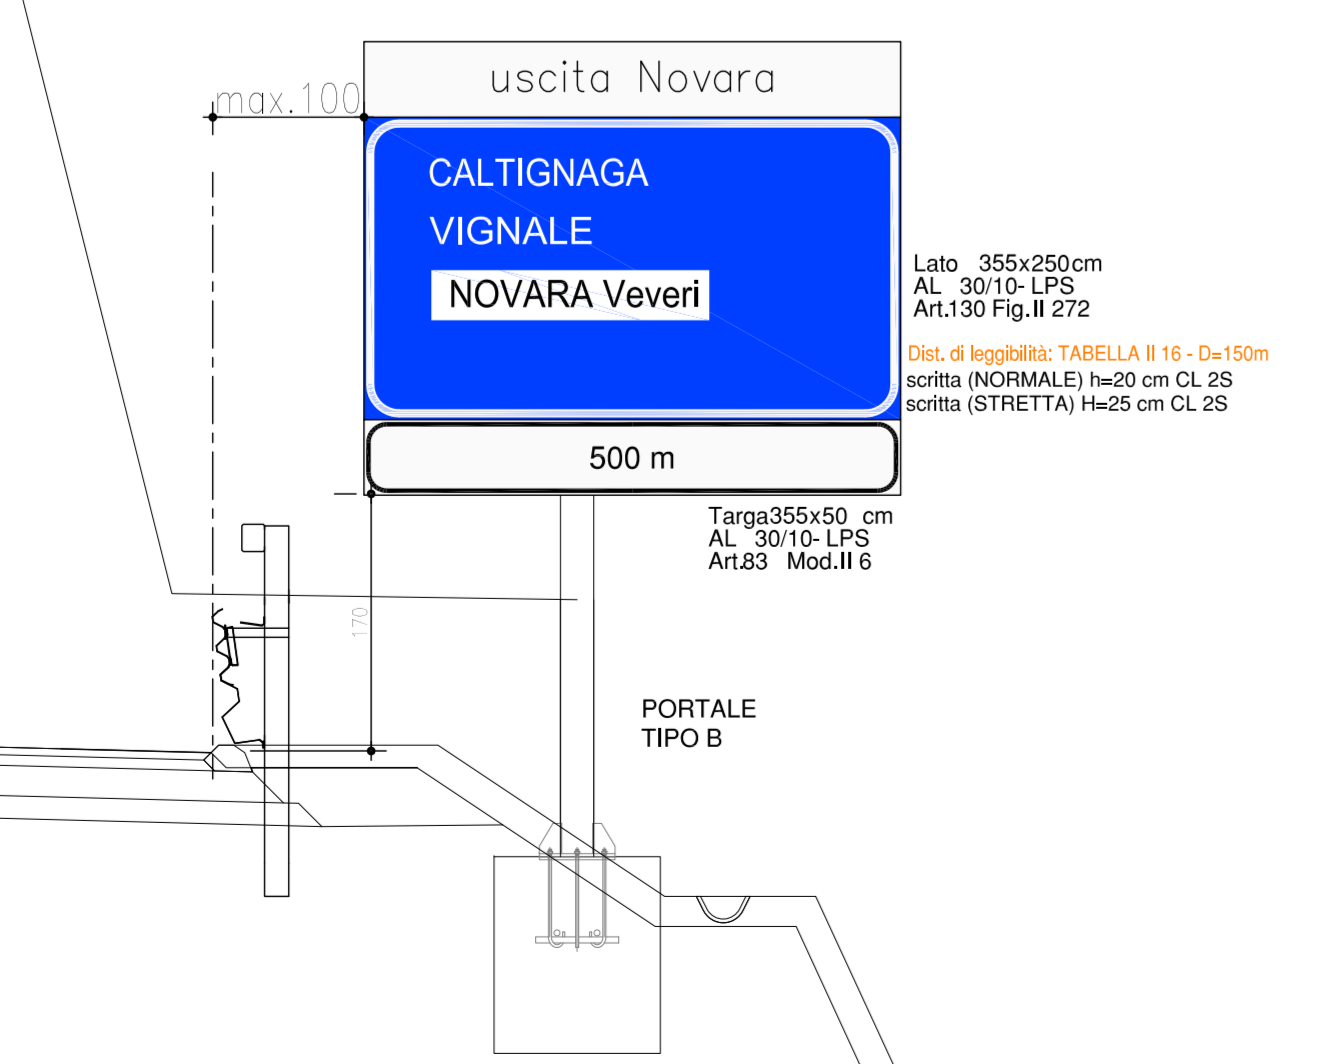 uscita Novara
max.100
CALTIGNAGA
VIGNALE
NOVARA Veveri
Lato 355x250cm
AL 30/10- LPS
Art.130 Fig.II 272
Dist. di leggibilità: TABELLA II 16 - D=150m
scritta (NORMALE) h=20 cm CL 2S
scritta (STRETTA) H=25 cm CL 2S
500 m
Targa355x50 cm
AL 30/10- LPS
Art.83 Mod.II 6
170
PORTALE
TIPO B